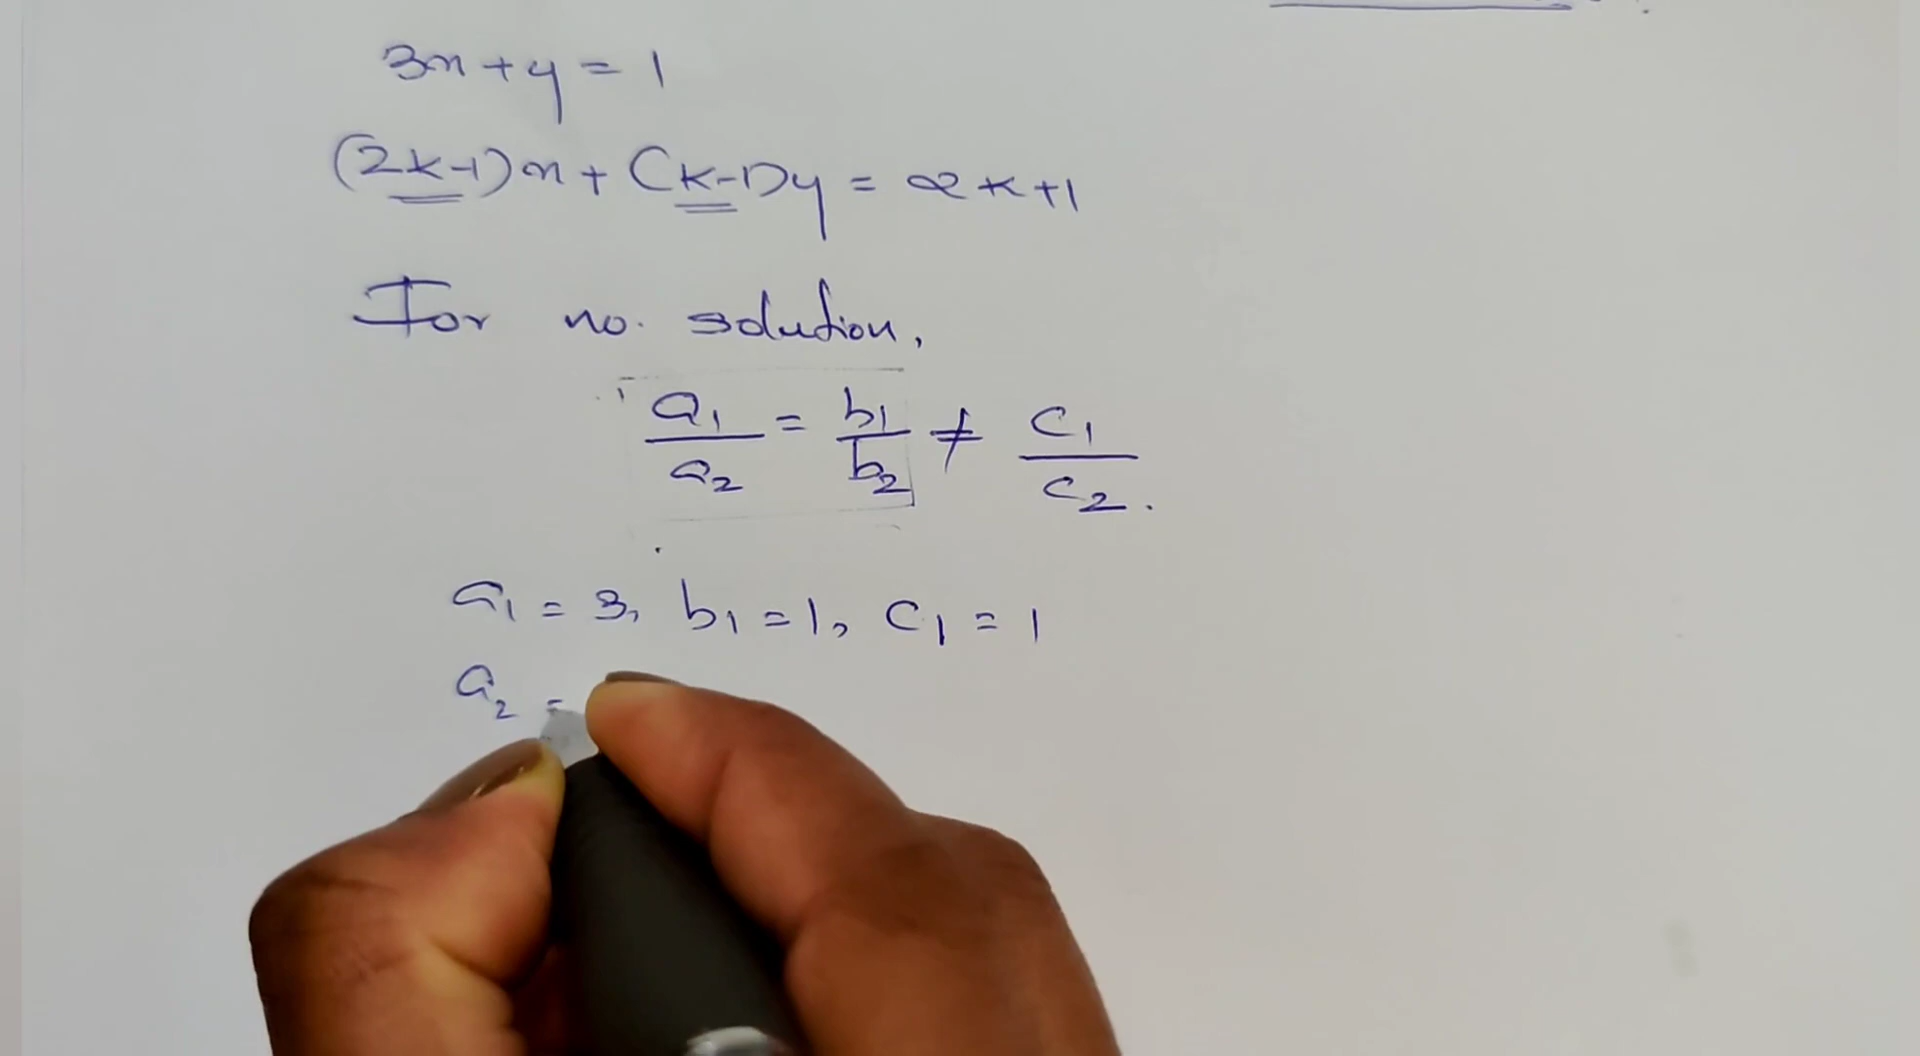 3x + y = 1
(2k-1)x + (k-1)y = 2k+1
For no. solution,
a₁/a₂ = b₁/b₂ ≠ c₁/c₂.
a₁ = 3, b₁ = 1, c₁ = 1
a₂ =